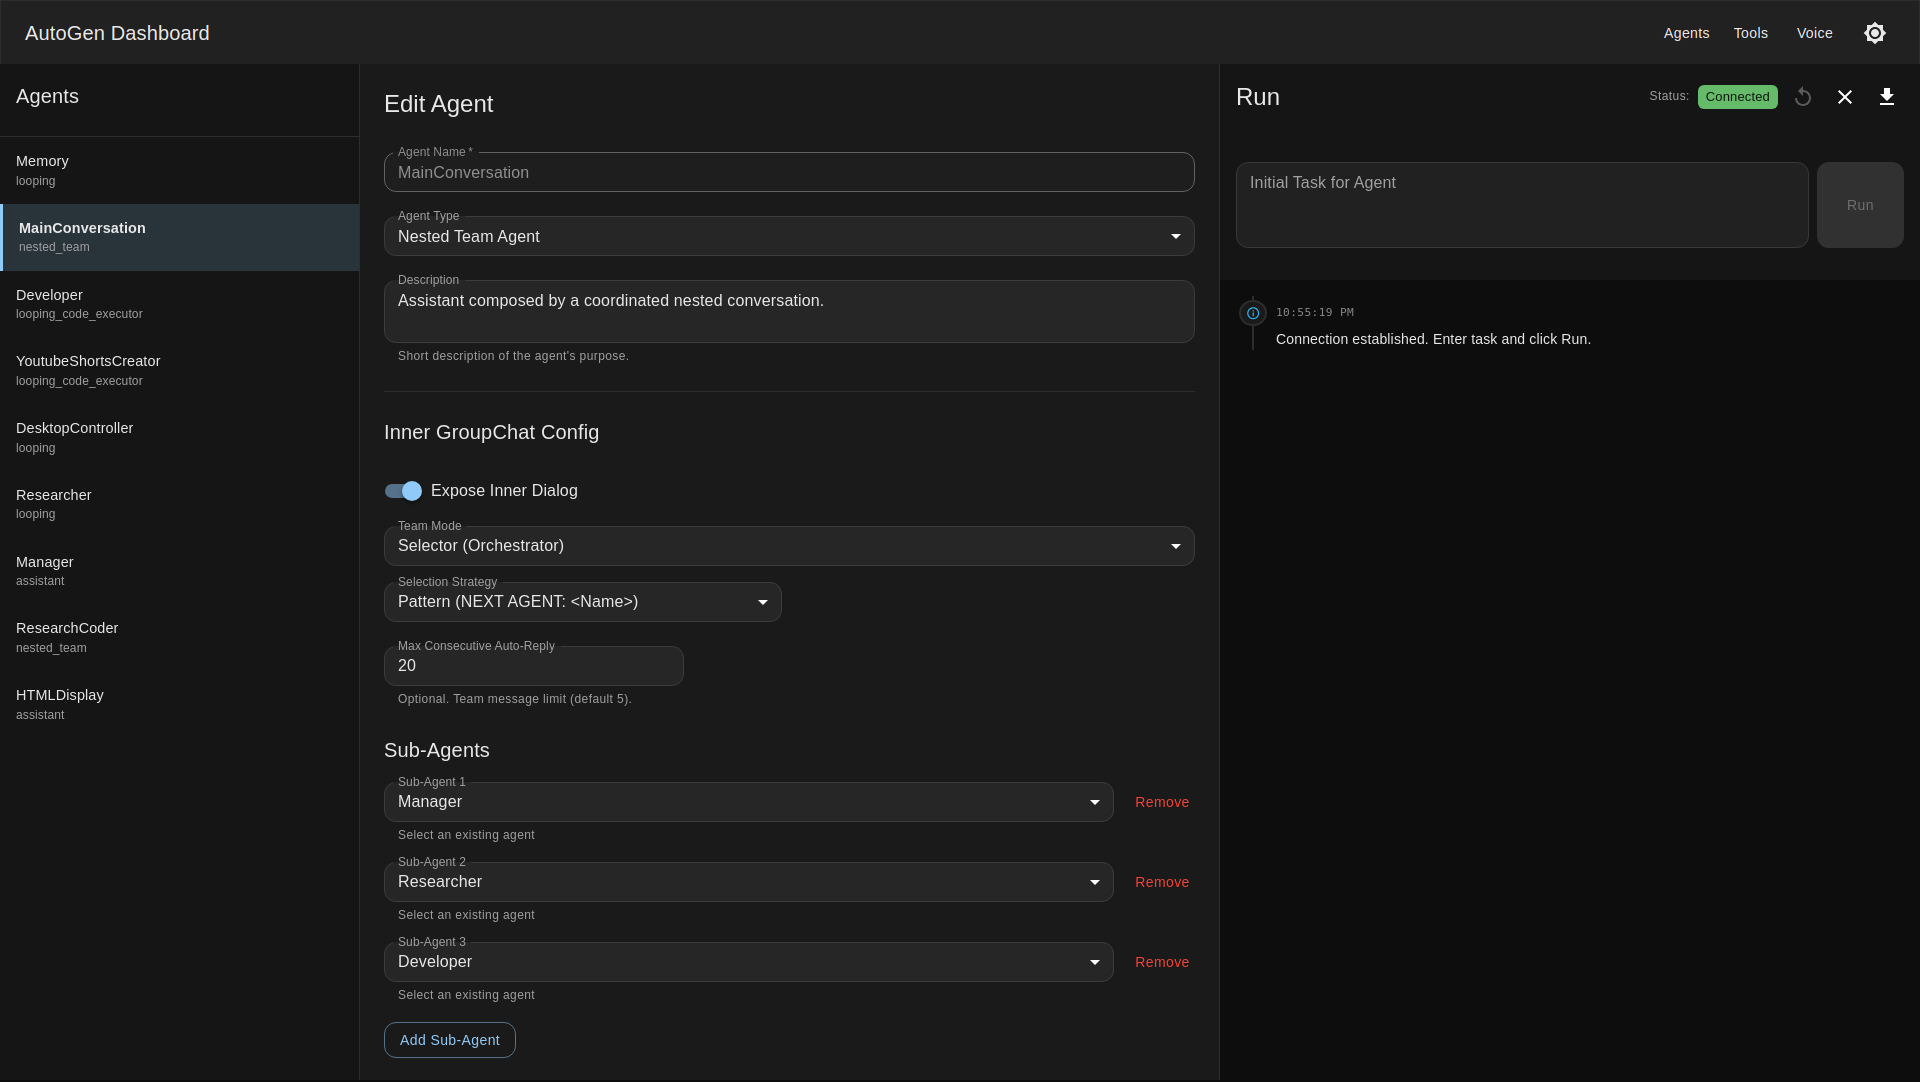 AutoGen Dashboard
Agents
Tools
Voice
Agents
Memory
looping
MainConversation
nested_team
Developer
looping_code_executor
YoutubeShortsCreator
looping_code_executor
DesktopController
looping
Researcher
looping
Manager
assistant
ResearchCoder
nested_team
HTMLDisplay
assistant
Edit Agent
Agent Name *
MainConversation
Agent Type
Nested Team Agent
Description
Assistant composed by a coordinated nested conversation.
Short description of the agent's purpose.
Inner GroupChat Config
Expose Inner Dialog
Team Mode
Selector (Orchestrator)
Selection Strategy
Pattern (NEXT AGENT: <Name>)
Max Consecutive Auto-Reply
20
Optional. Team message limit (default 5).
Sub-Agents
Sub-Agent 1
Manager
Remove
Select an existing agent
Sub-Agent 2
Researcher
Remove
Select an existing agent
Sub-Agent 3
Developer
Remove
Select an existing agent
Add Sub-Agent
Run
Status: Connected
Initial Task for Agent
Run
10:55:19 PM
Connection established. Enter task and click Run.